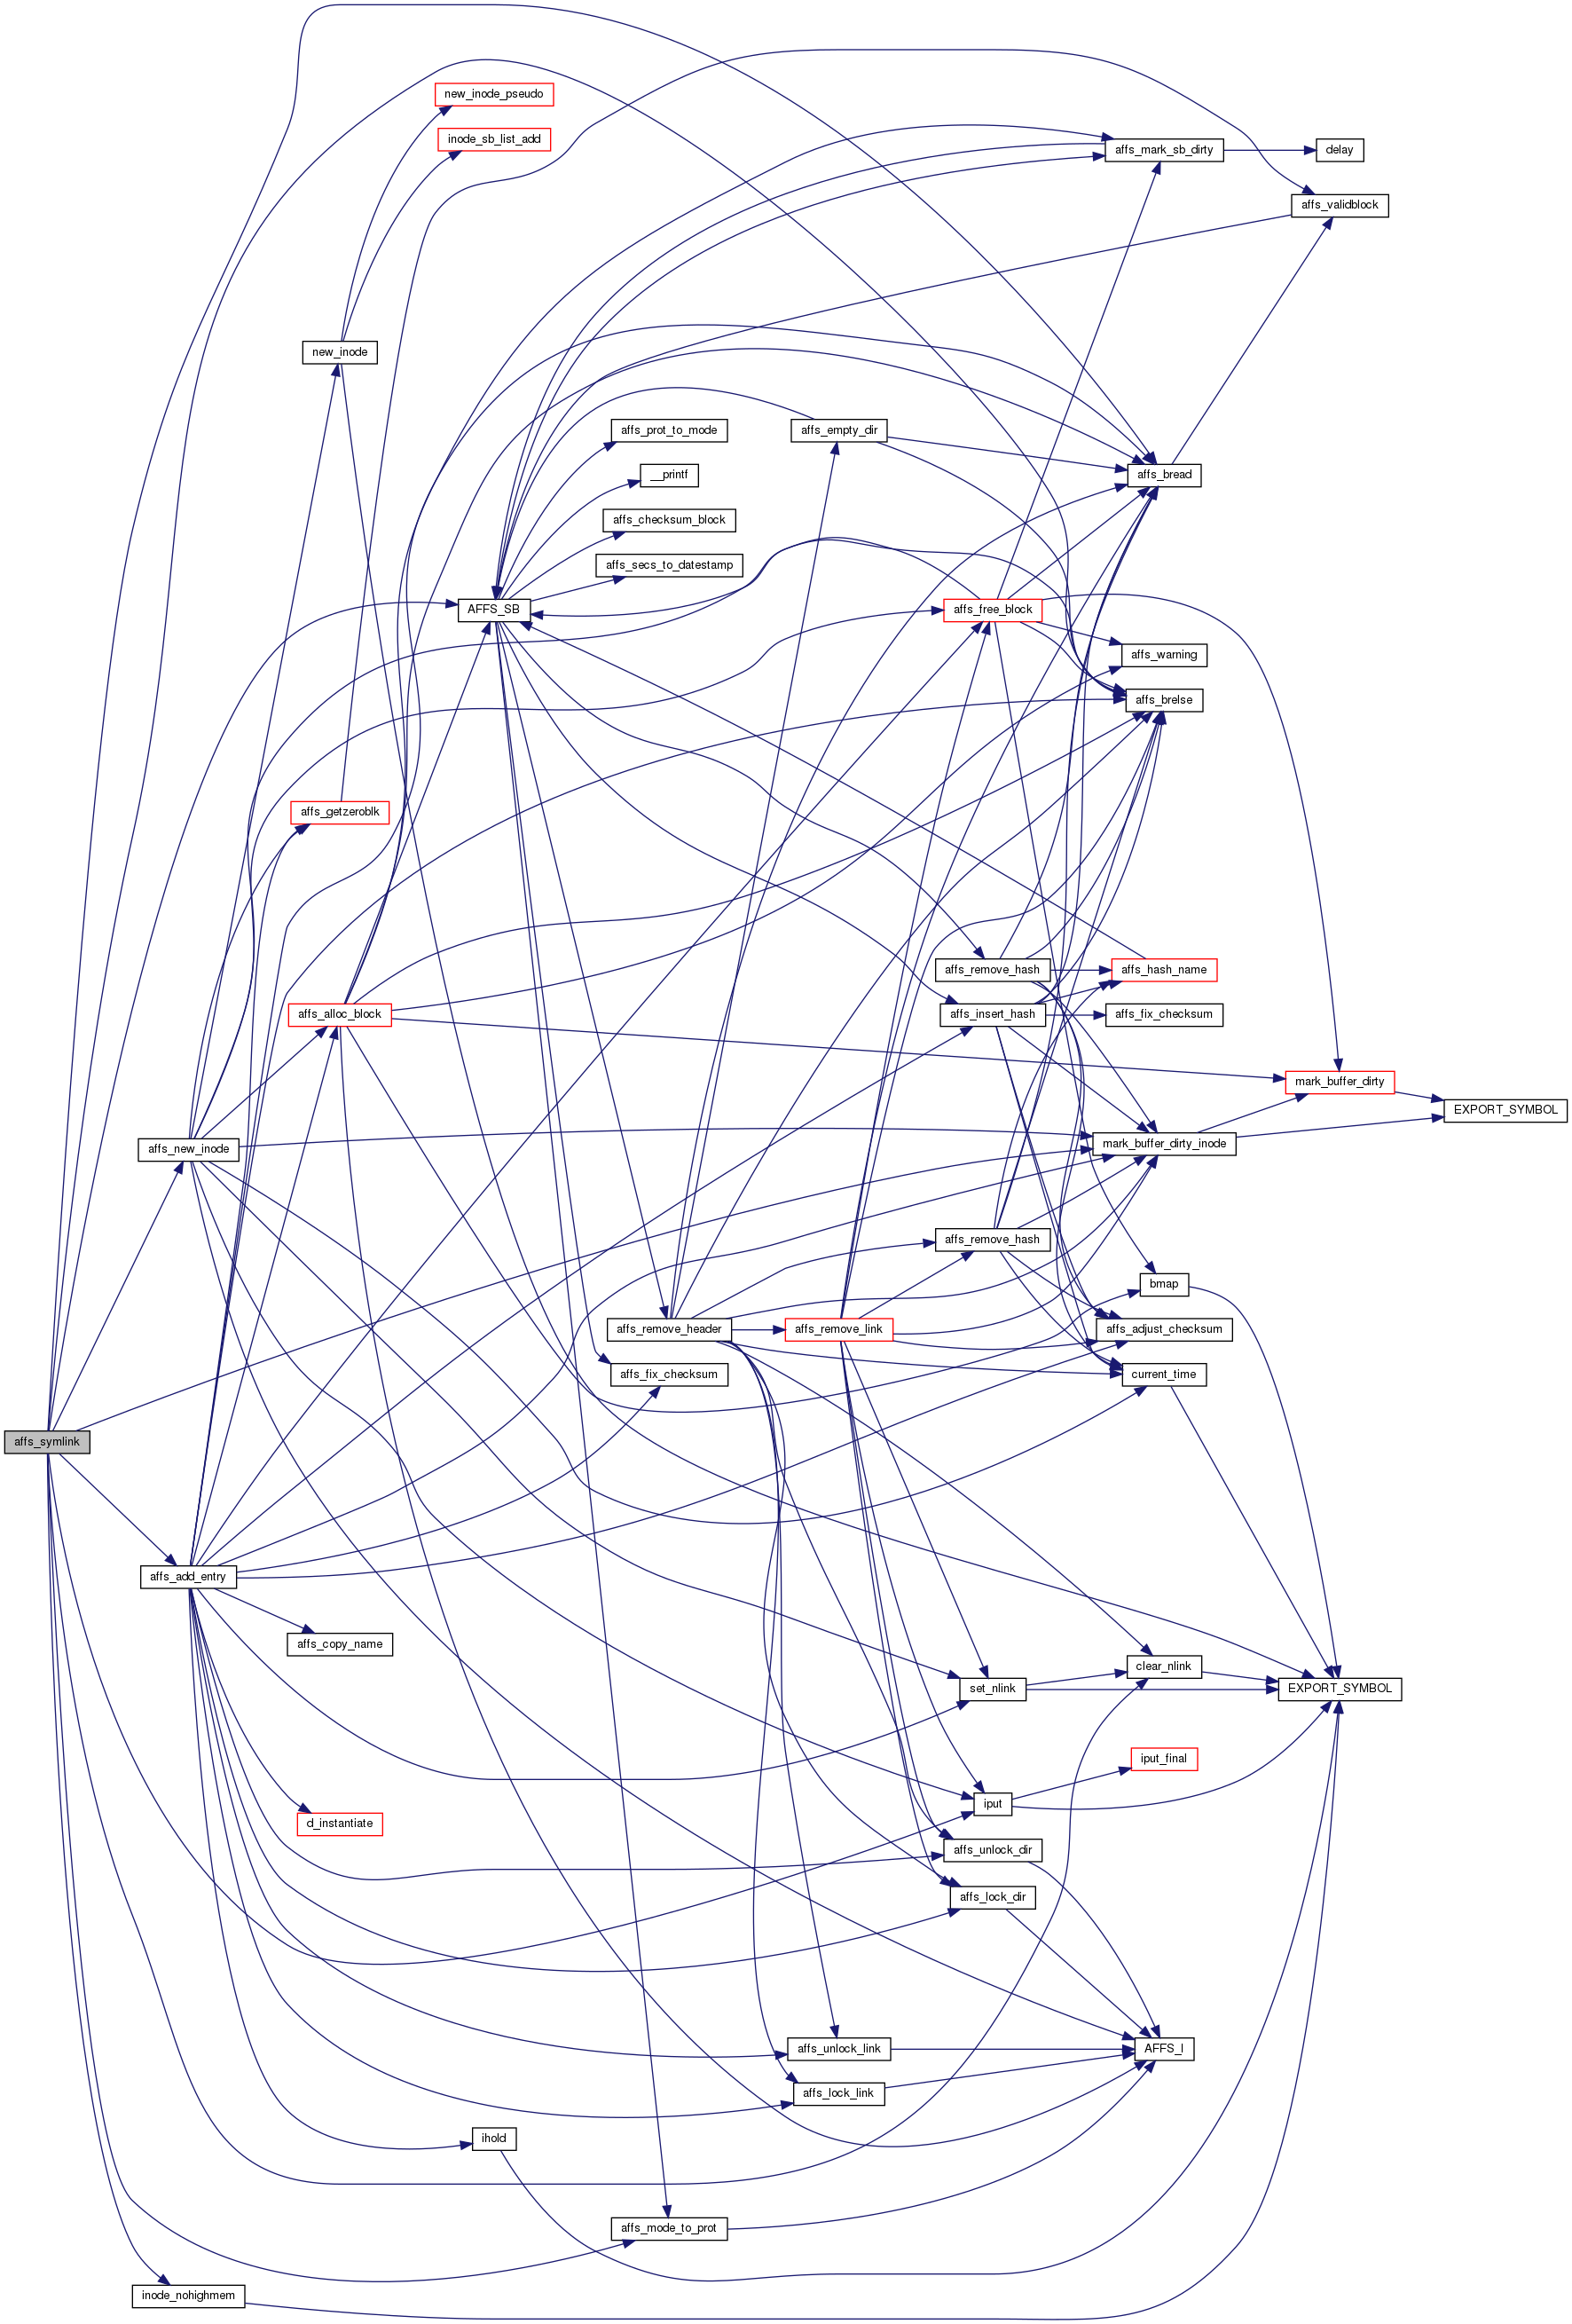 new_inode_pseudo
inode_sb_list_add
affs_mark_sb_dirty
delay
affs_validblock
new_inode
affs_prot_to_mode
affs_empty_dir
__printf
affs_bread
affs_checksum_block
affs_secs_to_datestamp
AFFS_SB
affs_free_block
affs_warning
affs_brelse
affs_getzeroblk
affs_remove_hash
affs_hash_name
affs_alloc_block
affs_insert_hash
affs_fix_checksum
mark_buffer_dirty
EXPORT_SYMBOL
affs_new_inode
mark_buffer_dirty_inode
affs_remove_hash
bmap
affs_remove_header
affs_remove_link
affs_adjust_checksum
affs_fix_checksum
current_time
affs_symlink
affs_add_entry
affs_copy_name
clear_nlink
set_nlink
EXPORT_SYMBOL
iput_final
iput
d_instantiate
affs_unlock_dir
affs_lock_dir
affs_unlock_link
AFFS_I
affs_lock_link
ihold
affs_mode_to_prot
inode_nohighmem